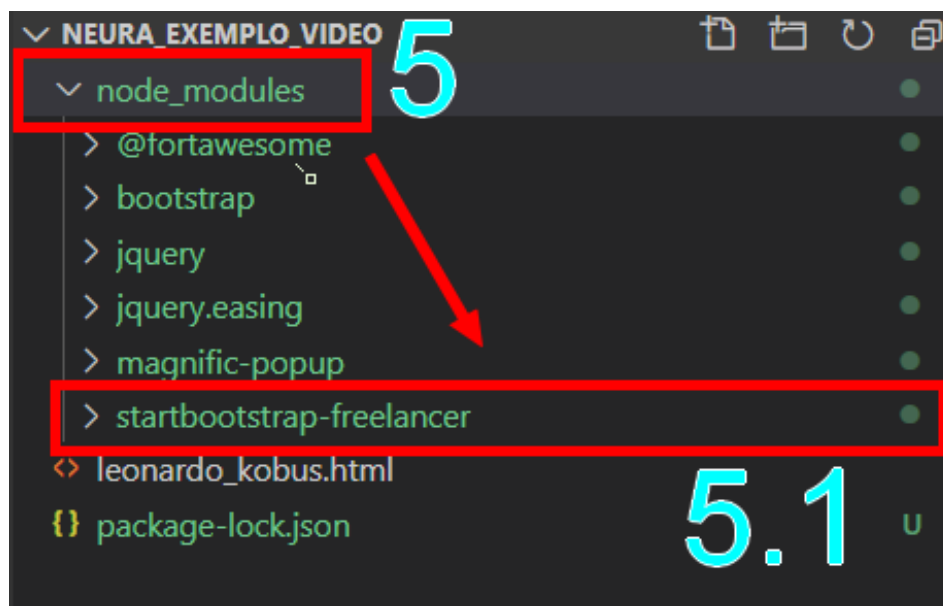 NEURA_EXEMPLO_VIDEO
5
node_modules
@fortawesome
bootstrap
jquery
jquery.easing
magnific-popup
startbootstrap-freelancer
leonardo_kobus.html
{} package-lock.json
5.1
U